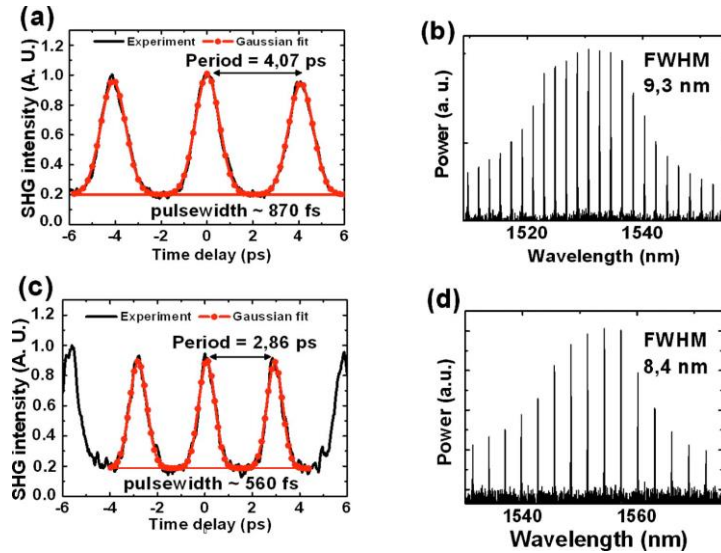 (a)
Experiment Gaussian fit
Period = 4,07 ps
SHG intensity (A. U.)
1.2
1.0
0.8
0.6
0.4
0.2
0.0
pulsewidth ~ 870 fs
-6 -4 -2 0 2 4 6
Time delay (ps)
(b)
FWHM
9,3 nm
Power (a. u.)
1520 1540
Wavelength (nm)
(c)
Experiment Gaussian fit
Period = 2,86 ps
SHG intensity (A. U.)
1.2
1.0
0.8
0.6
0.4
0.2
0.0
pulsewidth ~ 560 fs
-6 -4 -2 0 2 4 6
Time delay (ps)
(d)
FWHM
8,4 nm
Power (a.u.)
1540 1560
Wavelength (nm)